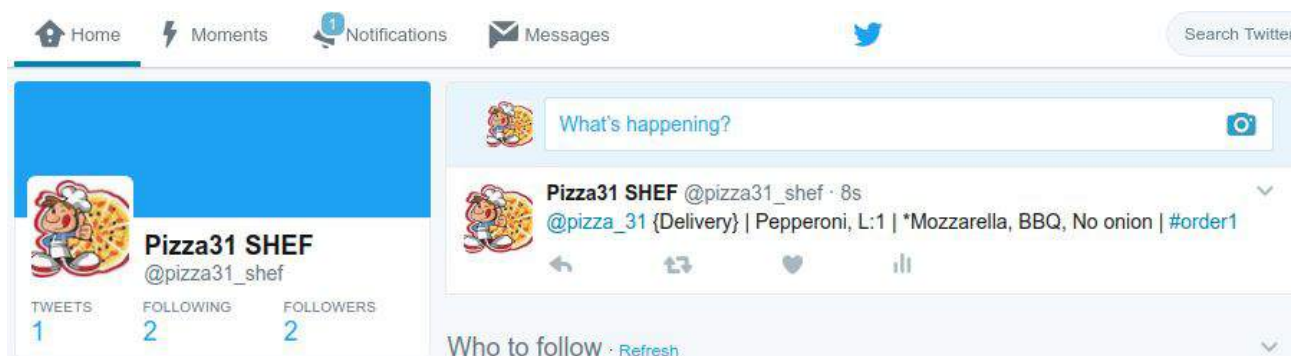 Home Moments 1 Notifications Messages Search Twitter
What's happening?
Pizza31 SHEF @pizza31_shef · 8s
@pizza_31 {Delivery} | Pepperoni, L:1 | *Mozzarella, BBQ, No onion | #order1
Pizza31 SHEF
@pizza31_shef
TWEETS FOLLOWING FOLLOWERS
1 2 2
Who to follow · Refresh